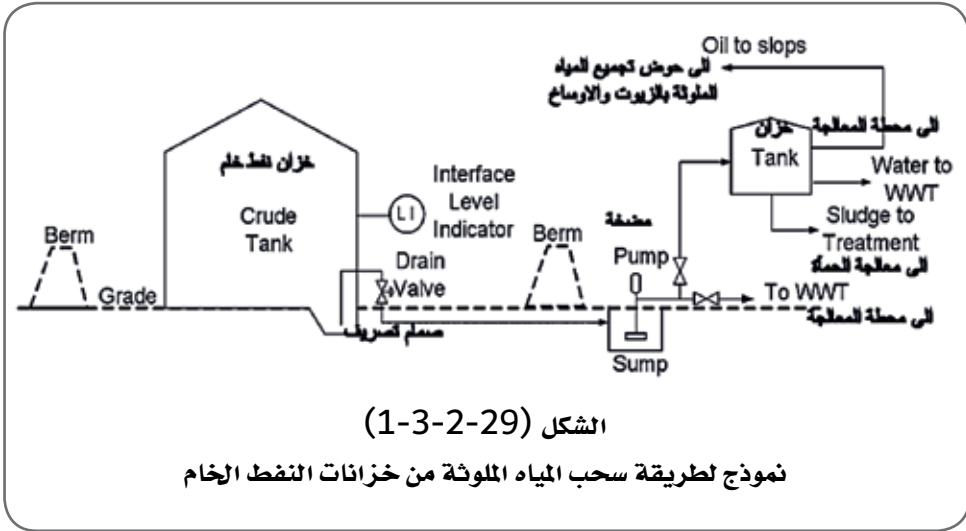 Oil to slops
الى حوض تجميع المياه
الملوثة بالزيوت والاوساخ
خزان
الى محطة المعالجة
Tank
Water to
WWT
Sludge to
Treatment
الى معالجة الحمأة
خزان نفط خام
Crude
Tank
LI
Interface
Level
Indicator
Berm
Grade
Drain
Valve
صمام تصريف
Berm
مضخة
Pump
To WWT
الى محطة المعالجة
Sump
الشكل (29-2-3-1)
نموذج لطريقة سحب المياه الملوثة من خزانات النفط الخام